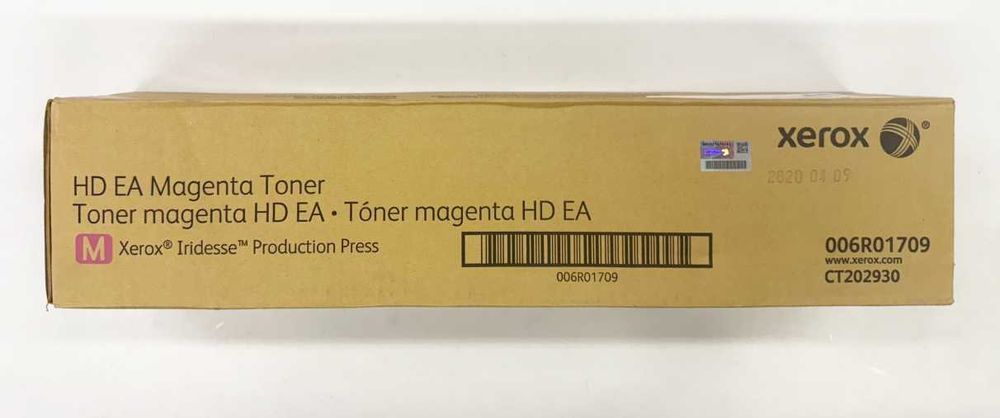 xerox ®
2020 04 09
HD EA Magenta Toner
Toner magenta HD EA • Tóner magenta HD EA
M Xerox® Iridesse™ Production Press
006R01709
006R01709
www.xerox.com
CT202930